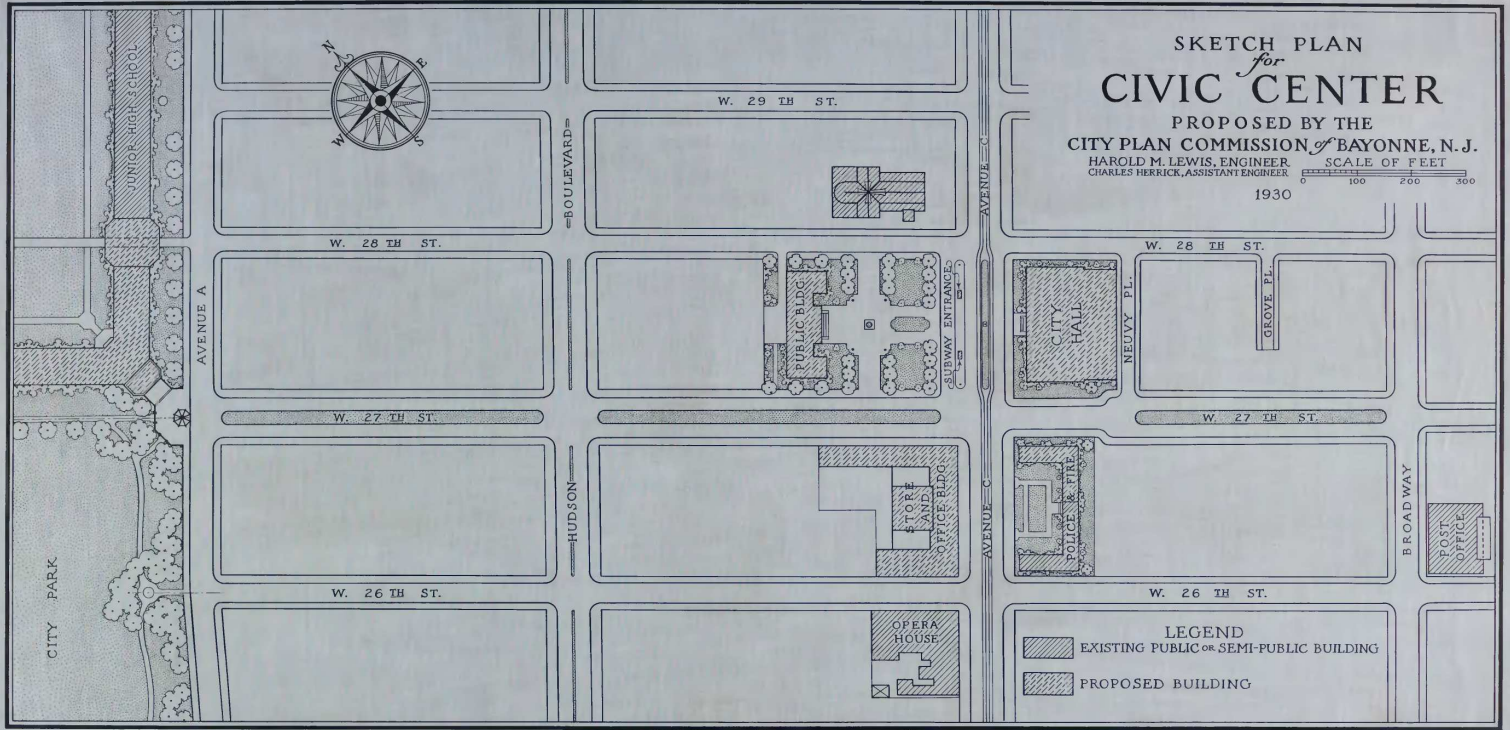 SKETCH PLAN
for
CIVIC CENTER
PROPOSED BY THE
CITY PLAN COMMISSION of BAYONNE, N.J.
HAROLD M. LEWIS, ENGINEER
CHARLES HERRICK, ASSISTANT ENGINEER
SCALE OF FEET
0 100 200 300
1930
N
E
S
W
JUNIOR HIGH SCHOOL
BOULEVARD
W. 29 TH ST.
AVENUE C
W. 28 TH ST.
W. 28 TH ST.
AVENUE A
PUBLIC BLDG.
SUBWAY ENTRANCE
CITY
HALL
NEUVY PL.
GROVE PL.
W. 27 TH ST.
W. 27 TH ST.
HUDSON
STORE
AND
OFFICE BLDG.
AVENUE C
POLICE & FIRE
BROADWAY
POST
OFFICE
CITY PARK
W. 26 TH ST.
W. 26 TH ST.
OPERA
HOUSE
LEGEND
EXISTING PUBLIC OR SEMI-PUBLIC BUILDING
PROPOSED BUILDING